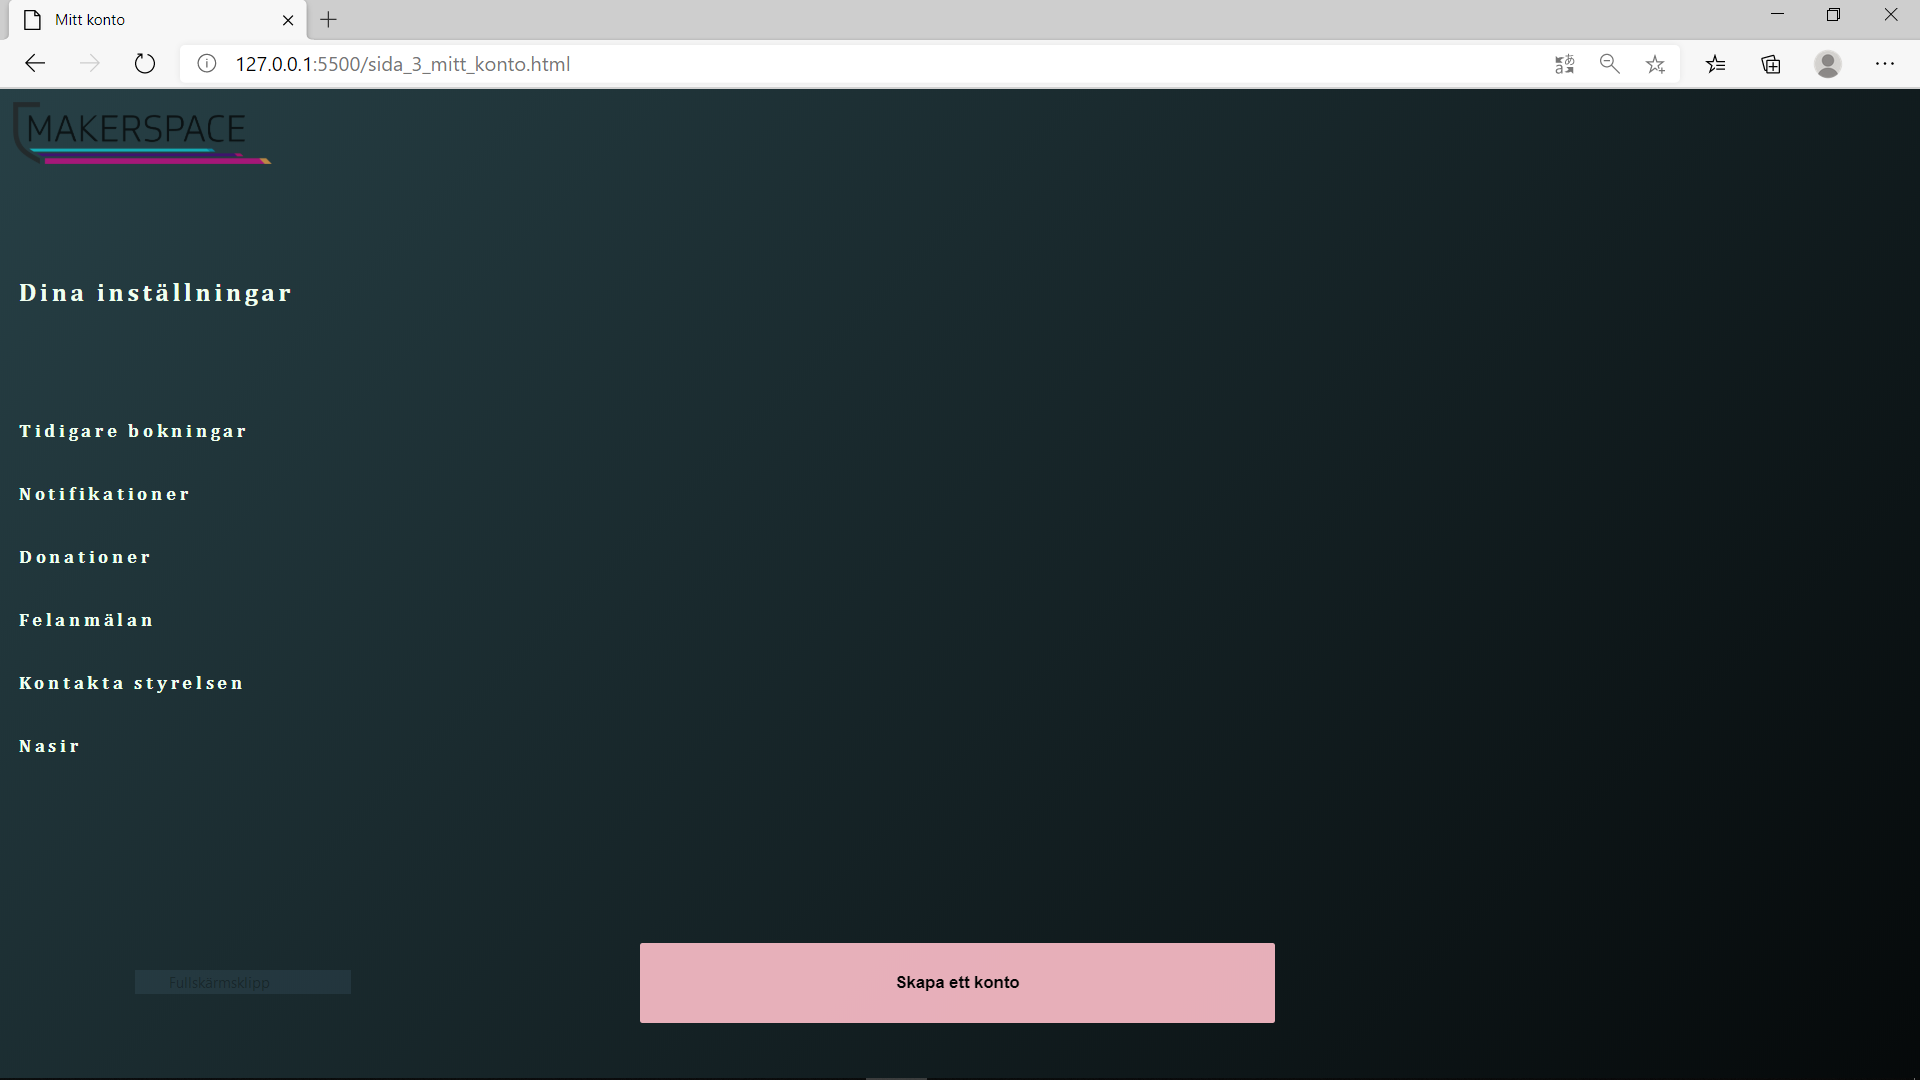 Mitt konto
127.0.0.1:5500/sida_3_mitt_konto.html
MAKERSPACE
Dina inställningar
Tidigare bokningar
Notifikationer
Donationer
Felanmälan
Kontakta styrelsen
Nasir
Fullskärmsklipp
Skapa ett konto